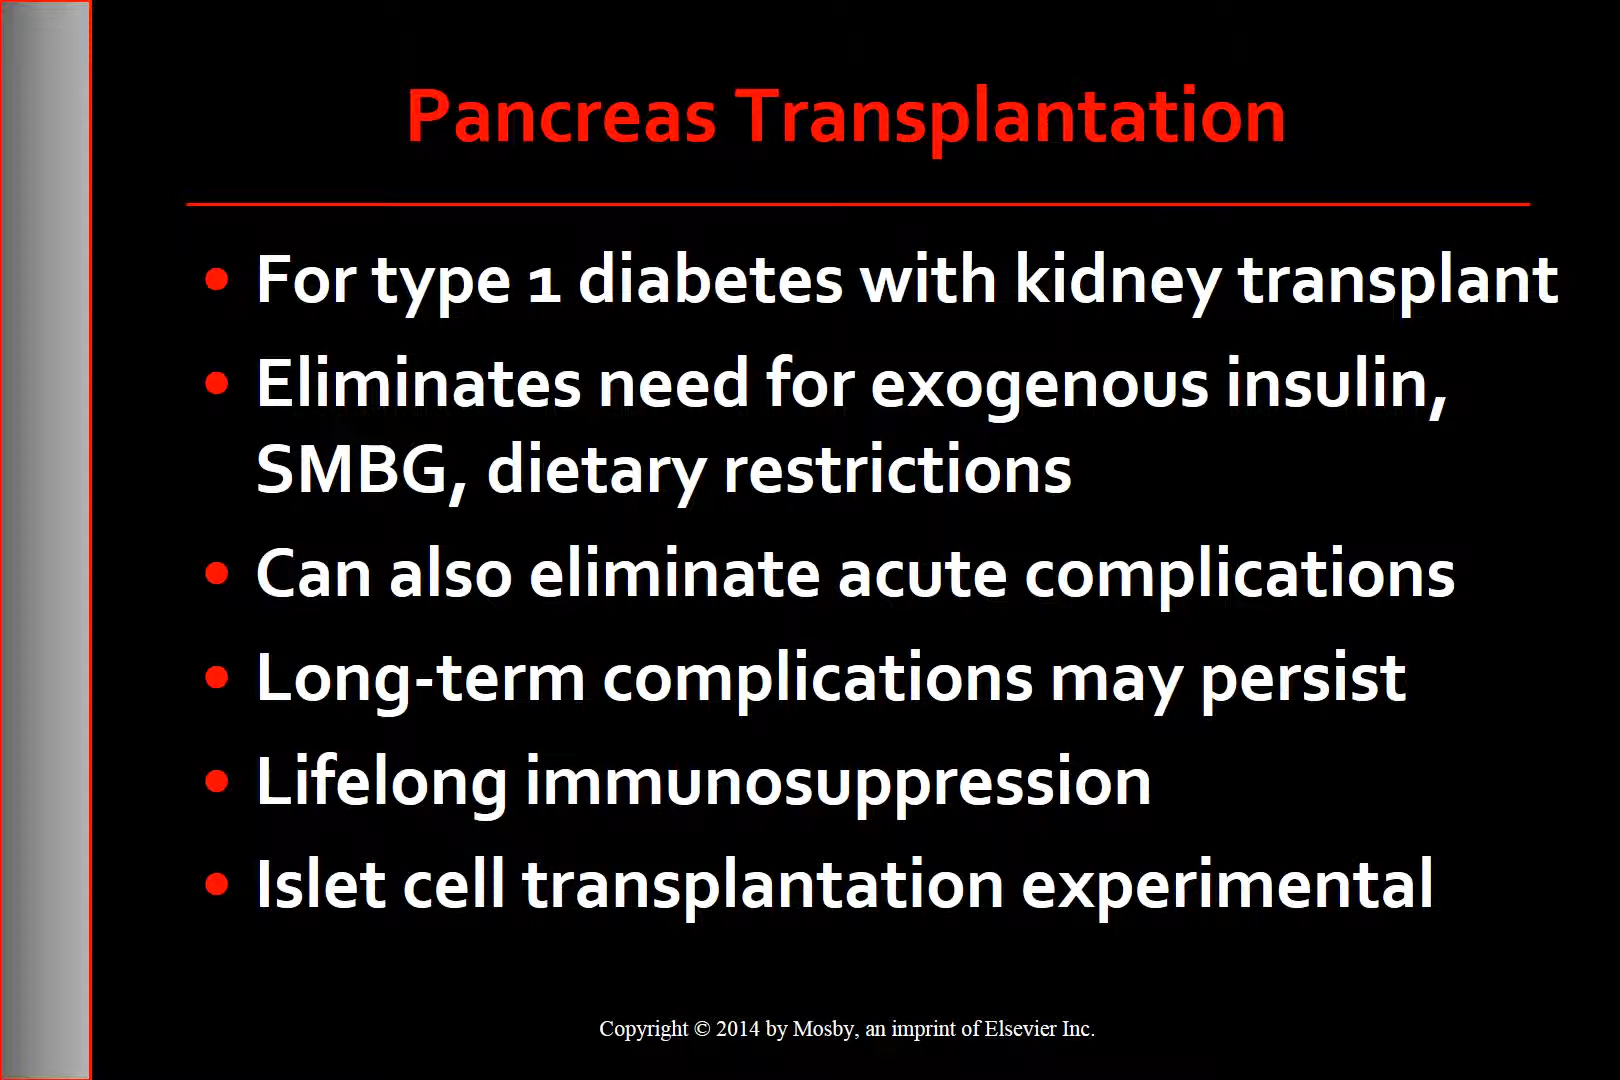 Pancreas Transplantation
• For type 1 diabetes with kidney transplant
• Eliminates need for exogenous insulin,
SMBG, dietary restrictions
• Can also eliminate acute complications
• Long-term complications may persist
• Lifelong immunosuppression
• Islet cell transplantation experimental
Copyright © 2014 by Mosby, an imprint of Elsevier Inc.